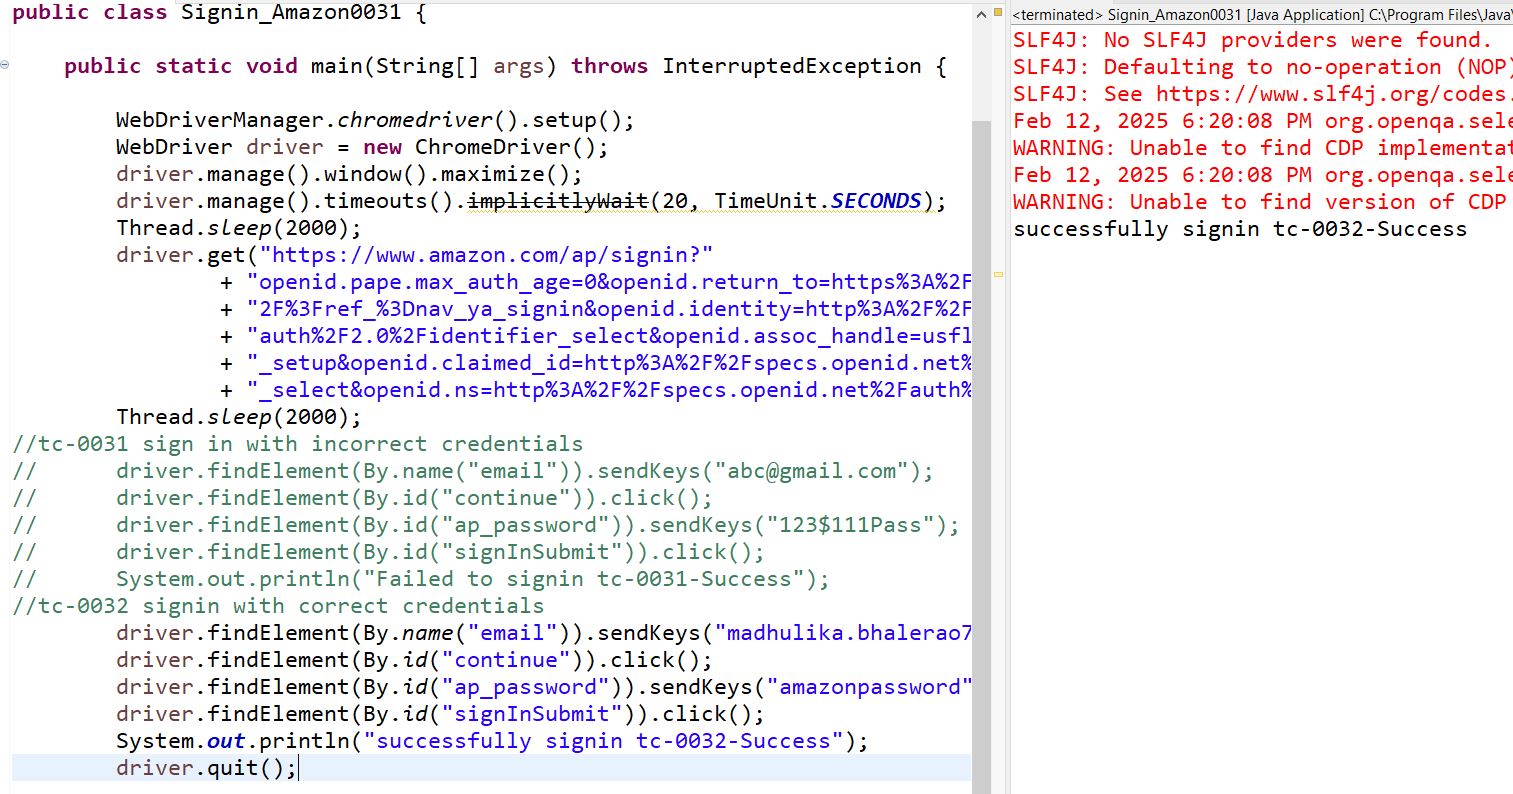 public class Signin_Amazon0031 {
public static void main(String[] args) throws InterruptedException {
WebDriverManager.chromedriver().setup();
WebDriver driver = new ChromeDriver();
driver.manage().window().maximize();
driver.manage().timeouts().implicitlyWait(20, TimeUnit.SECONDS);
Thread.sleep(2000);
driver.get("https://www.amazon.com/ap/signin?"
+ "openid.pape.max_auth_age=0&openid.return_to=https%3A%2F
+ "2F%3Fref_%3Dnav_ya_signin&openid.identity=http%3A%2F%2F
+ "auth%2F2.0%2Fidentifier_select&openid.assoc_handle=usfl
+ "_setup&openid.claimed_id=http%3A%2F%2Fspecs.openid.net%
+ "_select&openid.ns=http%3A%2F%2Fspecs.openid.net%2Fauth%
Thread.sleep(2000);
//tc-0031 sign in with incorrect credentials
// driver.findElement(By.name("email")).sendKeys("abc@gmail.com");
// driver.findElement(By.id("continue")).click();
// driver.findElement(By.id("ap_password")).sendKeys("123$111Pass");
// driver.findElement(By.id("signInSubmit")).click();
// System.out.println("Failed to signin tc-0031-Success");
//tc-0032 signin with correct credentials
driver.findElement(By.name("email")).sendKeys("madhulika.bhalerao7
driver.findElement(By.id("continue")).click();
driver.findElement(By.id("ap_password")).sendKeys("amazonpassword"
driver.findElement(By.id("signInSubmit")).click();
System.out.println("successfully signin tc-0032-Success");
driver.quit();
<terminated> Signin_Amazon0031 [Java Application] C:\Program Files\Java\
SLF4J: No SLF4J providers were found.
SLF4J: Defaulting to no-operation (NOP)
SLF4J: See https://www.slf4j.org/codes.
Feb 12, 2025 6:20:08 PM org.openqa.sele
WARNING: Unable to find CDP implementat
Feb 12, 2025 6:20:08 PM org.openqa.sele
WARNING: Unable to find version of CDP
successfully signin tc-0032-Success